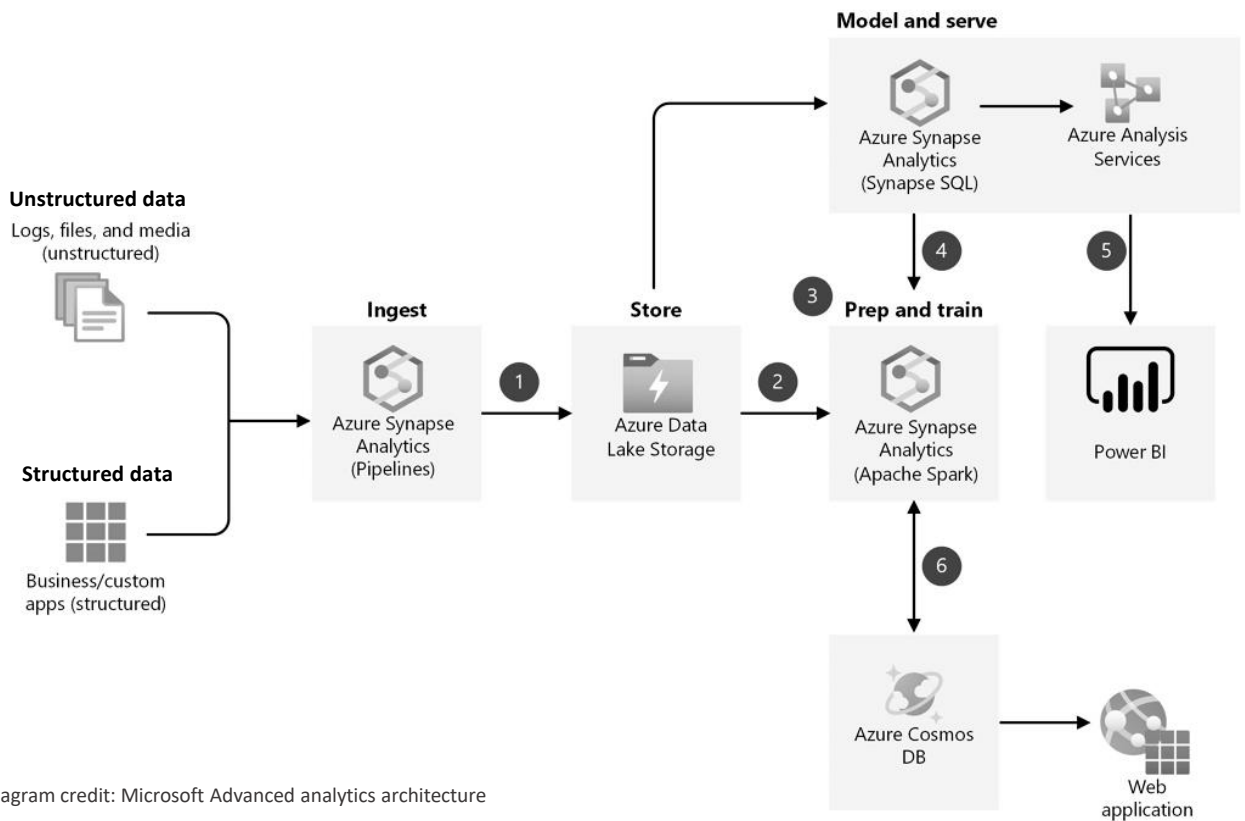 Model and serve
Azure Synapse
Analytics
(Synapse SQL)
Azure Analysis
Services
Unstructured data
Logs, files, and media
(unstructured)
4
5
3
Ingest
Store
Prep and train
1
2
Azure Synapse
Analytics
(Pipelines)
Azure Data
Lake Storage
Azure Synapse
Analytics
(Apache Spark)
Power BI
Structured data
Business/custom
apps (structured)
6
Azure Cosmos
DB
Web
application
agram credit: Microsoft Advanced analytics architecture